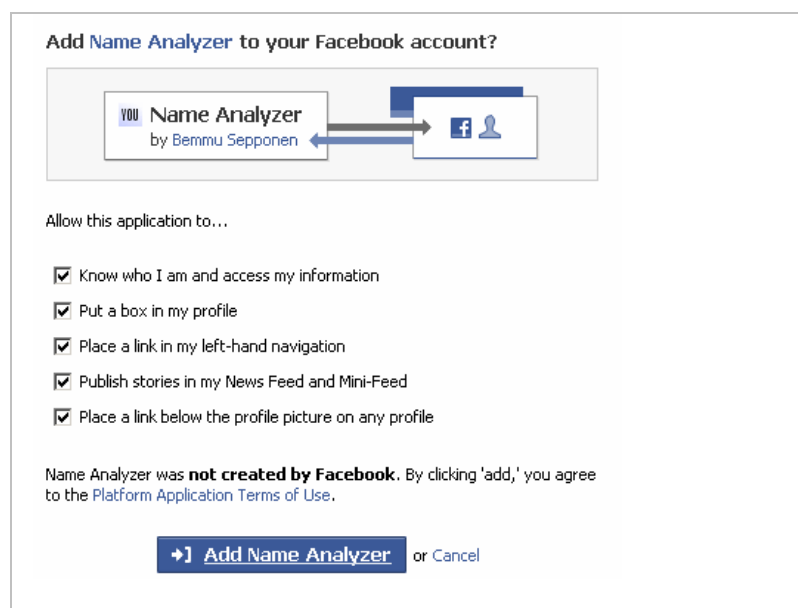 Add Name Analyzer to your Facebook account?
YOU Name Analyzer
by Bemmu Sepponen
f
Allow this application to...
Know who I am and access my information
Put a box in my profile
Place a link in my left-hand navigation
Publish stories in my News Feed and Mini-Feed
Place a link below the profile picture on any profile
Name Analyzer was not created by Facebook. By clicking 'add,' you agree
to the Platform Application Terms of Use.
Add Name Analyzer or Cancel